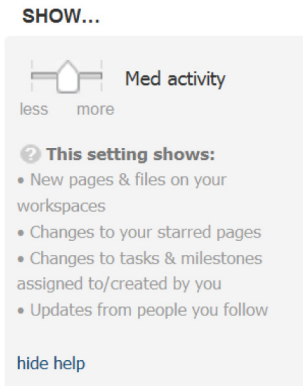 SHOW...
Med activity
less more
? This setting shows:
• New pages & files on your
workspaces
• Changes to your starred pages
• Changes to tasks & milestones
assigned to/created by you
• Updates from people you follow
hide help